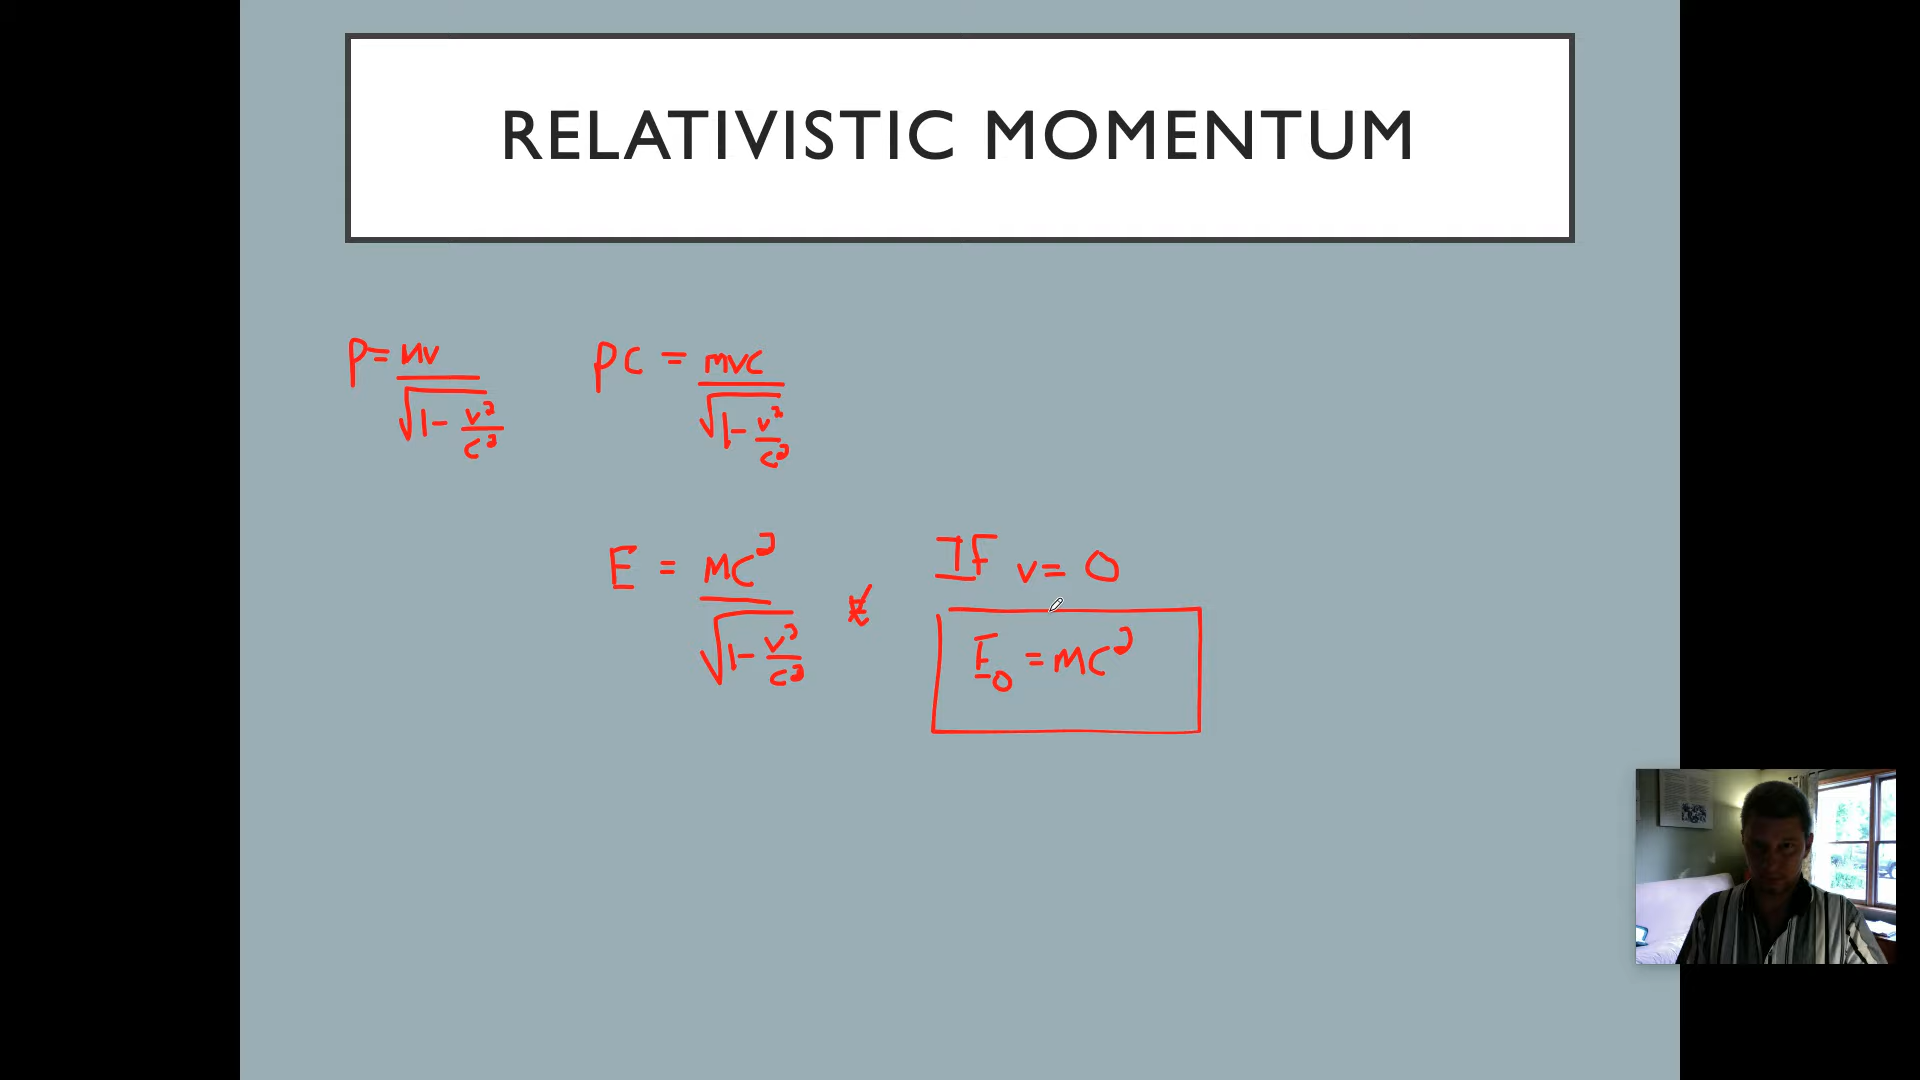 RELATIVISTIC MOMENTUM
P = mv / √(1 - v²/c²)
PC = mvc / √(1 - v²/c²)
E = mc² / √(1 - v²/c²) *
IF v = 0
E₀ = mc²